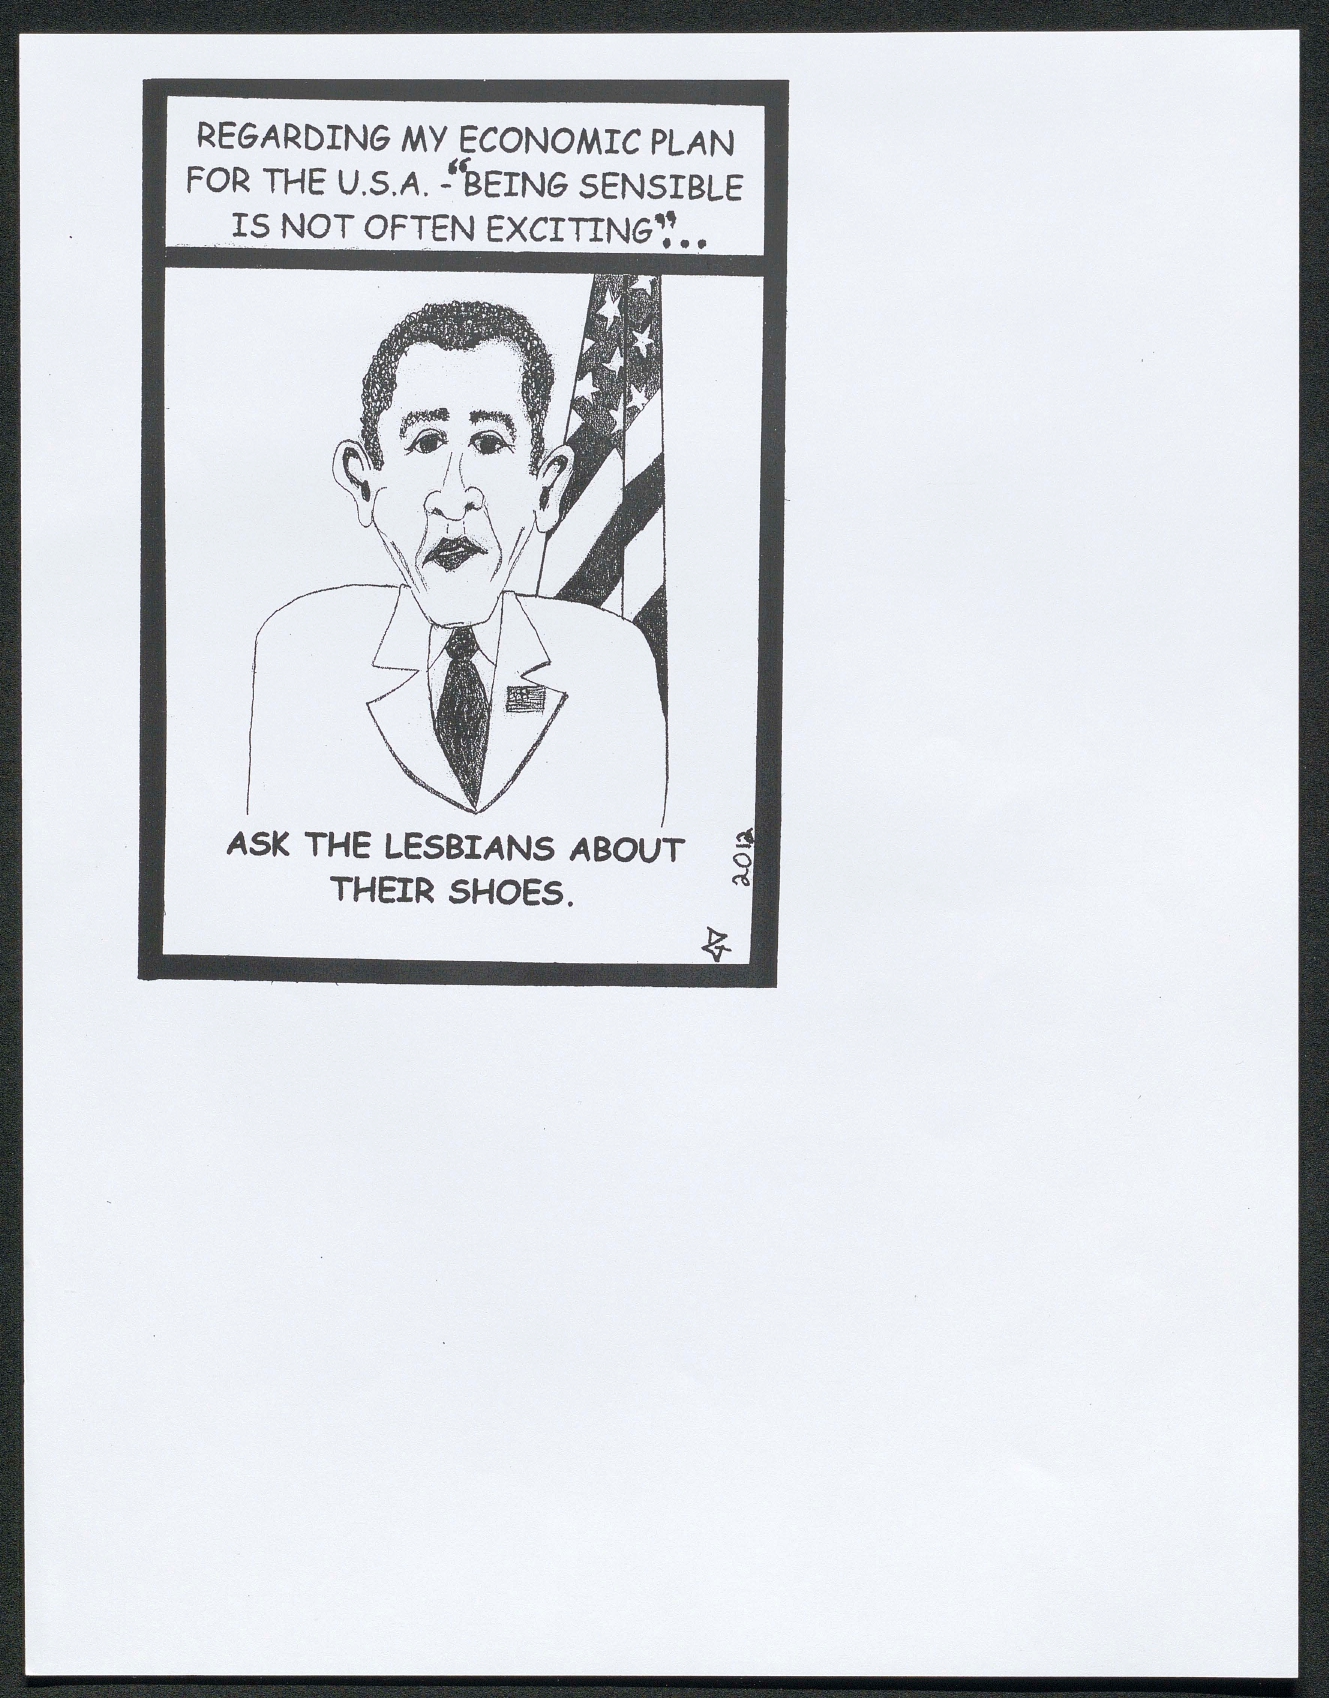 REGARDING MY ECONOMIC PLAN
FOR THE U.S.A. -"BEING SENSIBLE
IS NOT OFTEN EXCITING"...
ASK THE LESBIANS ABOUT
THEIR SHOES.
2012